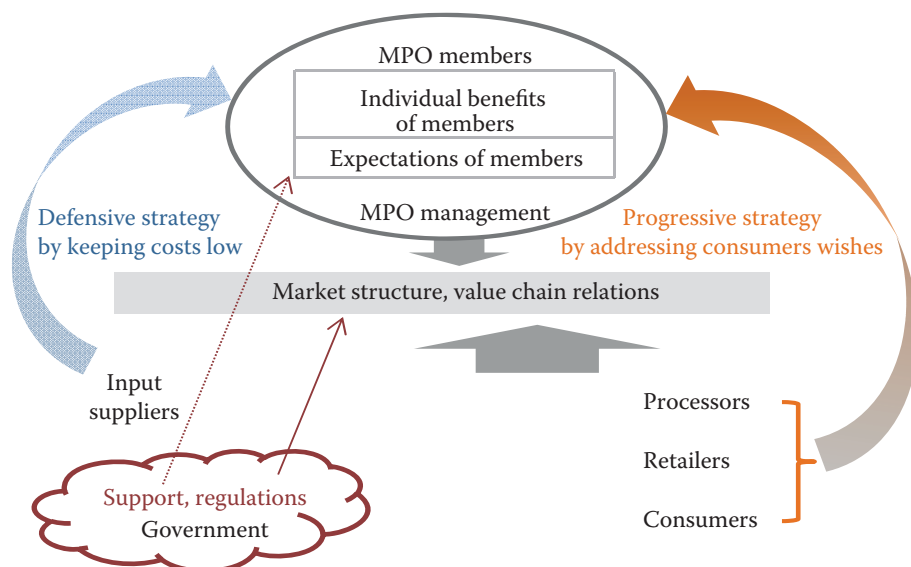 MPO members
Individual benefits
of members
Expectations of members
MPO management
Defensive strategy
by keeping costs low
Progressive strategy
by addressing consumers wishes
Market structure, value chain relations
Input
suppliers
Processors
Retailers
Consumers
Support, regulations
Government